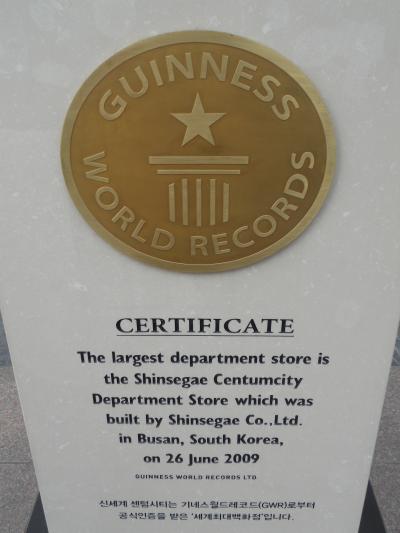 GUINNESS
WORLD RECORDS
CERTIFICATE
The largest department store is
the Shinsegae Centumcity
Department Store which was
built by Shinsegae Co.,Ltd.
in Busan, South Korea,
on 26 June 2009
GUINNESS WORLD RECORDS LTD
신세계 센텀시티는 기네스월드레코드(GWR)로부터
공식인증을 받은 '세계최대백화점'입니다.